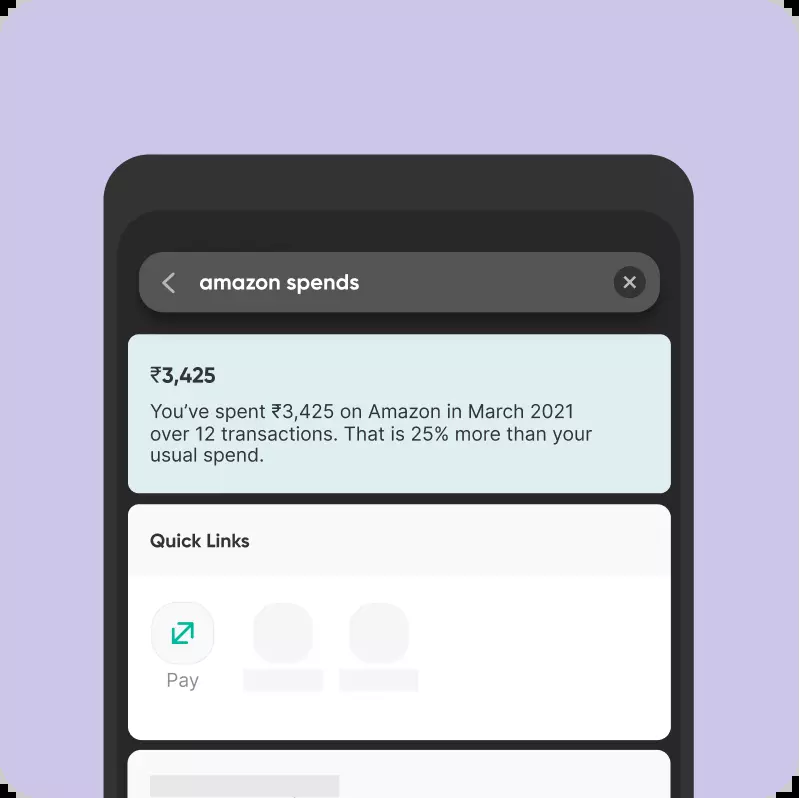 amazon spends
₹3,425
You’ve spent ₹3,425 on Amazon in March 2021
over 12 transactions. That is 25% more than your
usual spend.
Quick Links
Pay